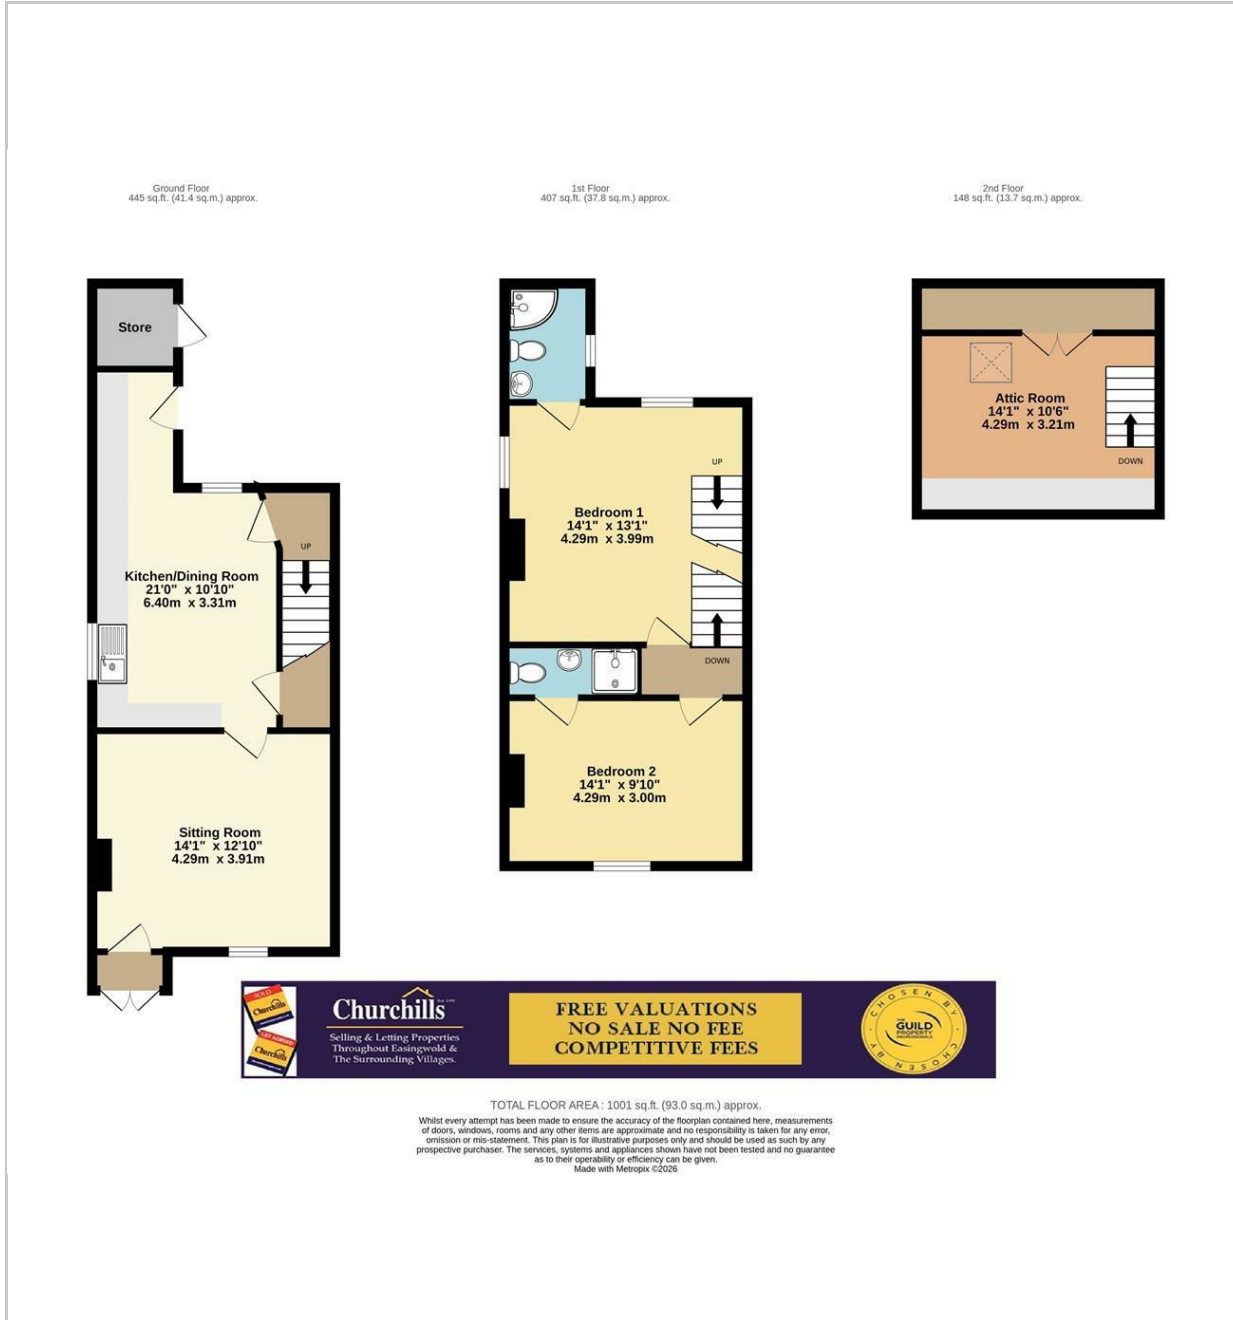 Ground Floor
445 sq.ft. (41.4 sq.m.) approx.
1st Floor
407 sq.ft. (37.8 sq.m.) approx.
2nd Floor
148 sq.ft. (13.7 sq.m.) approx.
Store
UP
Kitchen/Dining Room
21'0" x 10'10"
6.40m x 3.31m
Sitting Room
14'1" x 12'10"
4.29m x 3.91m
UP
Bedroom 1
14'1" x 13'1"
4.29m x 3.99m
DOWN
Bedroom 2
14'1" x 9'10"
4.29m x 3.00m
Attic Room
14'1" x 10'6"
4.29m x 3.21m
DOWN
SOLD
Churchills
LET AGREED
Churchills
Churchills
Selling & Letting Properties
Throughout Easingwold &
The Surrounding Villages.
FREE VALUATIONS
NO SALE NO FEE
COMPETITIVE FEES
CHOSEN BY
THE
GUILD
PROPERTY
PROFESSIONALS
CHOSEN BY
TOTAL FLOOR AREA : 1001 sq.ft. (93.0 sq.m.) approx.
Whilst every attempt has been made to ensure the accuracy of the floorplan contained here, measurements
of doors, windows, rooms and any other items are approximate and no responsibility is taken for any error,
omission or mis-statement. This plan is for illustrative purposes only and should be used as such by any
prospective purchaser. The services, systems and appliances shown have not been tested and no guarantee
as to their operability or efficiency can be given.
Made with Metropix ©2026